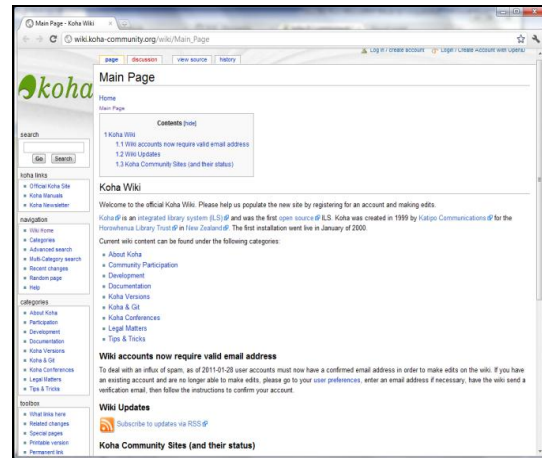 Main Page - Koha Wiki
wiki.koha-community.org/wiki/Main_Page
Log in / create account Login / Create Account with OpenID
page discussion view source history
koha
search
Go Search
koha links
Official Koha Site
Koha Manuals
Koha Newsletter
navigation
Wiki Home
Categories
Advanced search
Multi-Category search
Recent changes
Random page
Help
categories
About Koha
Participation
Development
Documentation
Koha Versions
Koha & Git
Koha Conferences
Legal Matters
Tips & Tricks
toolbox
What links here
Related changes
Special pages
Printable version
Permanent link
Main Page
Home
Main Page
Contents [hide]
1 Koha Wiki
1.1 Wiki accounts now require valid email address
1.2 Wiki Updates
1.3 Koha Community Sites (and their status)
Koha Wiki
Welcome to the official Koha Wiki. Please help us populate the new site by registering for an account and making edits.
Koha is an integrated library system (ILS) and was the first open source ILS. Koha was created in 1999 by Katipo Communications for the
Horowhenua Library Trust in New Zealand. The first installation went live in January of 2000.
Current wiki content can be found under the following categories:
About Koha
Community Participation
Development
Documentation
Koha Versions
Koha & Git
Koha Conferences
Legal Matters
Tips & Tricks
Wiki accounts now require valid email address
To deal with an influx of spam, as of 2011-01-28 user accounts must now have a confirmed email address in order to make edits on the wiki. If you have
an existing account and are no longer able to make edits, please go to your user preferences, enter an email address if necessary, have the wiki send a
verification email, then follow the instructions to confirm your account.
Wiki Updates
Subscribe to updates via RSS
Koha Community Sites (and their status)